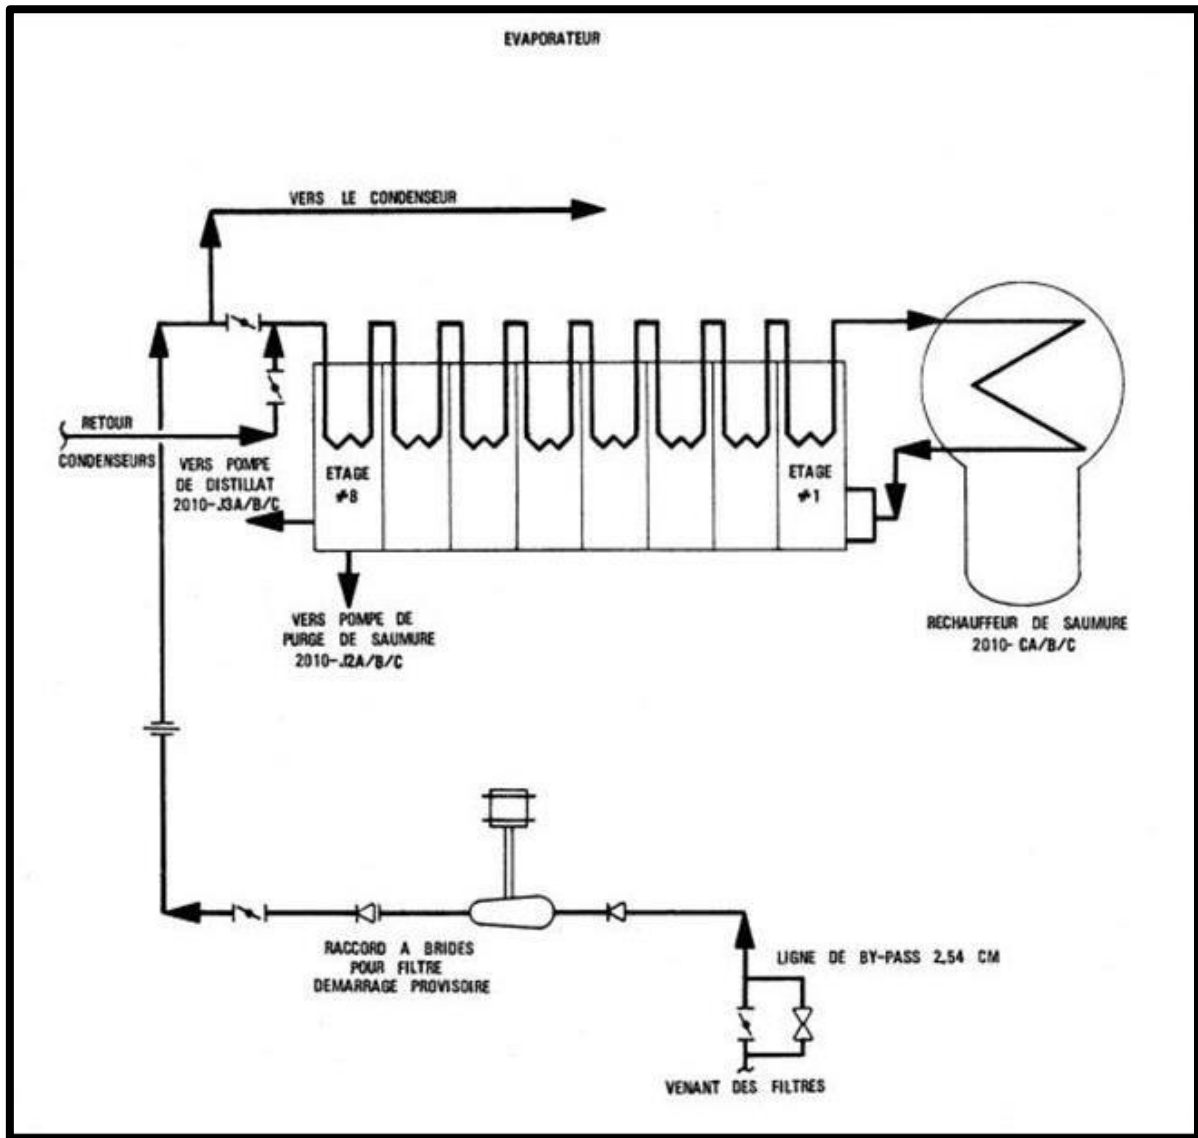 EVAPORATEUR
VERS LE CONDENSEUR
RETOUR
CONDENSEURS
VERS POMPE
DE DISTILLAT
2010-J3A/B/C
ETAGE
#8
ETAGE
#1
VERS POMPE DE
PURGE DE SAUMURE
2010-J2A/B/C
RECHAUFFEUR DE SAUMURE
2010- CA/B/C
RACCORD A BRIDES
POUR FILTRE
DEMARRAGE PROVISOIRE
LIGNE DE BY-PASS 2,54 CM
VENANT DES FILTRES